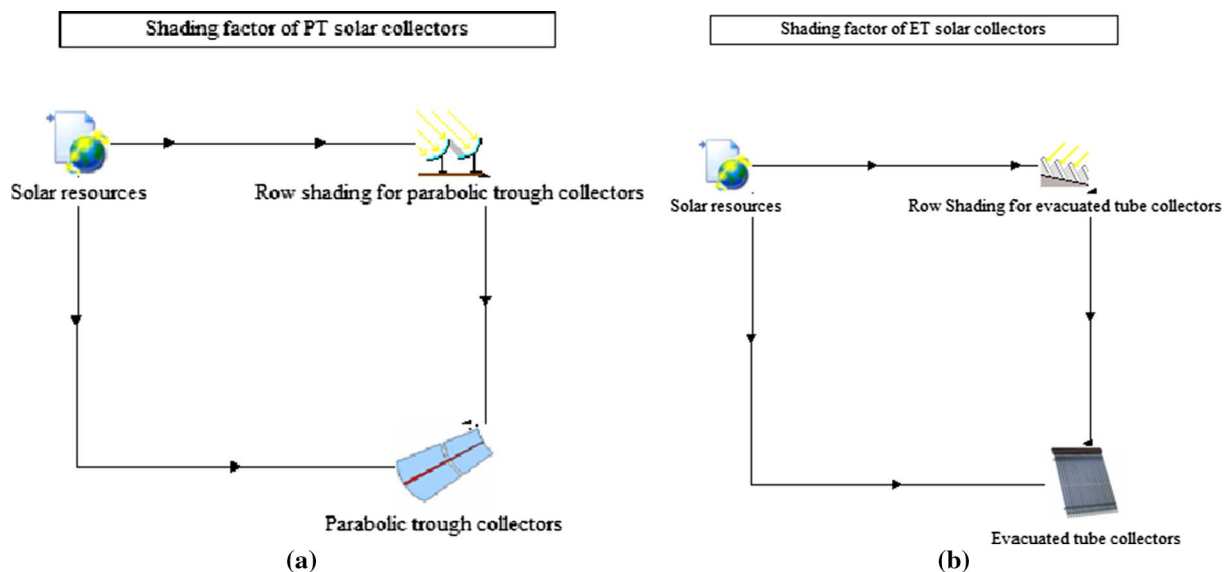 Shading factor of PT solar collectors
Solar resources
Row shading for parabolic trough collectors
Parabolic trough collectors
(a)
Shading factor of ET solar collectors
Solar resources
Row Shading for evacuated tube collectors
Evacuated tube collectors
(b)